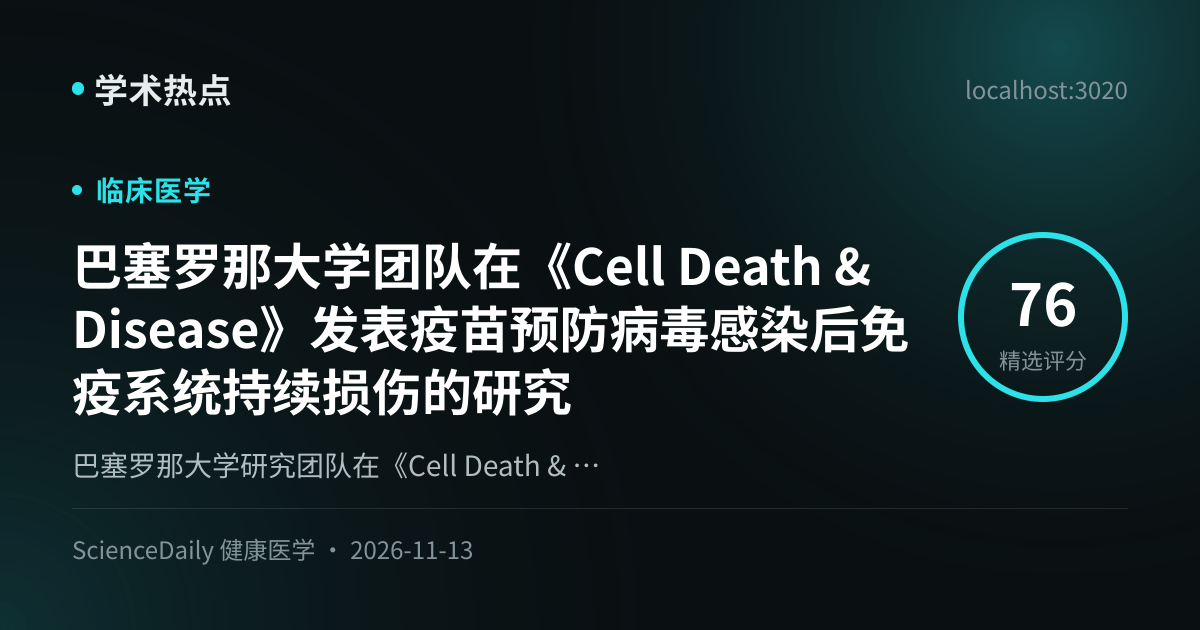 学术热点
localhost:3020
临床医学
巴塞罗那大学团队在《Cell Death &
Disease》发表疫苗预防病毒感染后免
疫系统持续损伤的研究
76
精选评分
巴塞罗那大学研究团队在《Cell Death & …
ScienceDaily 健康医学 · 2026-11-13